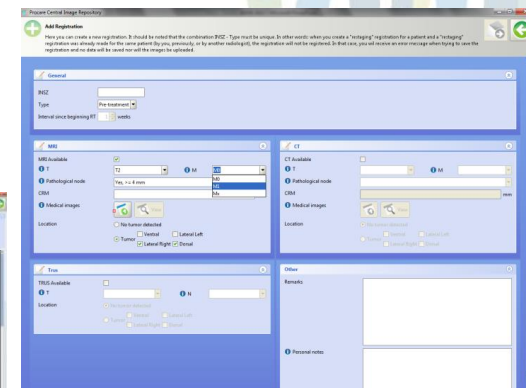 Procare Central Image Repository
Add Registration
Here you can create a new registration. It should be noted that the combination INSZ - Type must be unique. In other words: when you create a "restaging" registration for a patient and a "restaging"
registration was already made for the same patient (by you, previously, or by another radiologist), the registration will not be registered. In that case, you will receive an error message when trying to save the
registration and no data will be saved nor will the images be uploaded.
General
INSZ
Type Pre-treatment
Interval since beginning RT weeks
MRI
MRI Available
T T2 M M0
M0
M1
Mx
Pathological node Yes, >= 4 mm
CRM
Medical images
Location No tumor detected
Tumor Ventral Lateral Left
Lateral Right Dorsal
CT
CT Available
T M
Pathological node
CRM mm
Medical images
Location No tumor detected
Tumor Ventral Lateral Left
Lateral Right Dorsal
Trus
TRUS Available
T N
Location No tumor detected
Tumor Ventral Lateral Left
Lateral Right Dorsal
Other
Remarks
Personal notes